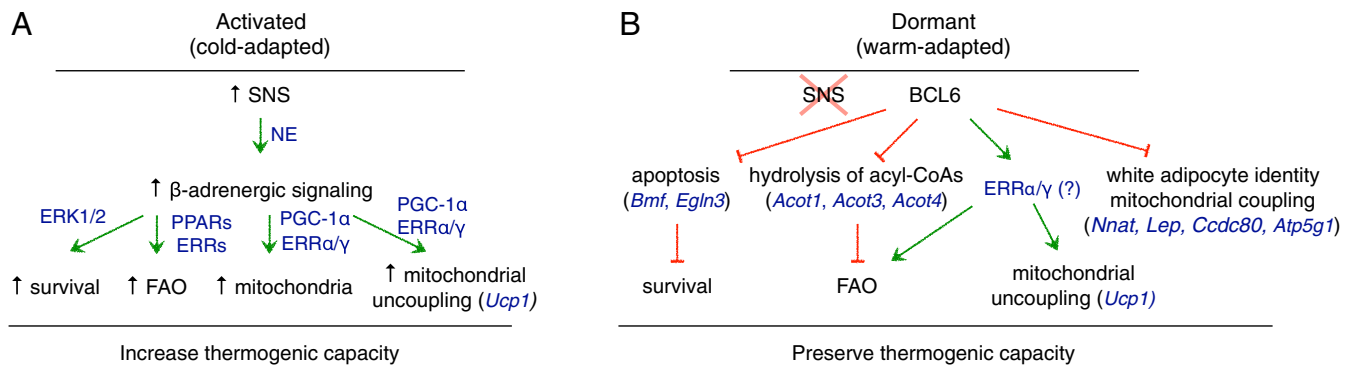 A
Activated
(cold-adapted)
↑ SNS
NE
↑ β-adrenergic signaling
ERK1/2
PPARs
ERRs
PGC-1α
ERRα/γ
PGC-1α
ERRα/γ
↑ survival
↑ FAO
↑ mitochondria
↑ mitochondrial
uncoupling (Ucp1)
Increase thermogenic capacity
B
Dormant
(warm-adapted)
SNS
BCL6
apoptosis
(Bmf, Egln3)
hydrolysis of acyl-CoAs
(Acot1, Acot3, Acot4)
ERRα/γ (?)
white adipocyte identity
mitochondrial coupling
(Nnat, Lep, Ccdc80, Atp5g1)
survival
FAO
mitochondrial
uncoupling (Ucp1)
Preserve thermogenic capacity